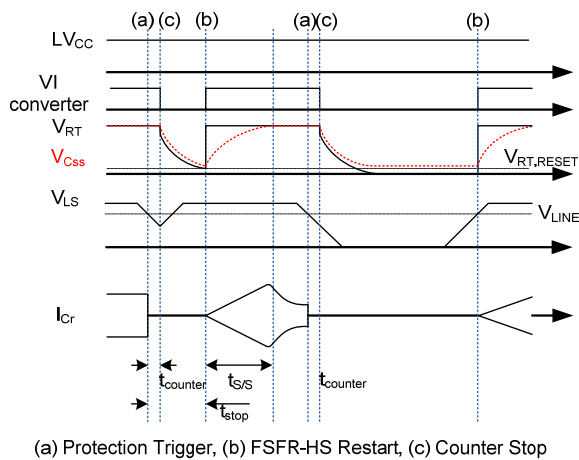 (a) (c) (b) (a) (c) (b)
LVCC
VI
converter
VRT
VCss
VRT,RESET
VLS
VLINE
ICr
tcounter tS/S tcounter
tstop
(a) Protection Trigger, (b) FSFR-HS Restart, (c) Counter Stop